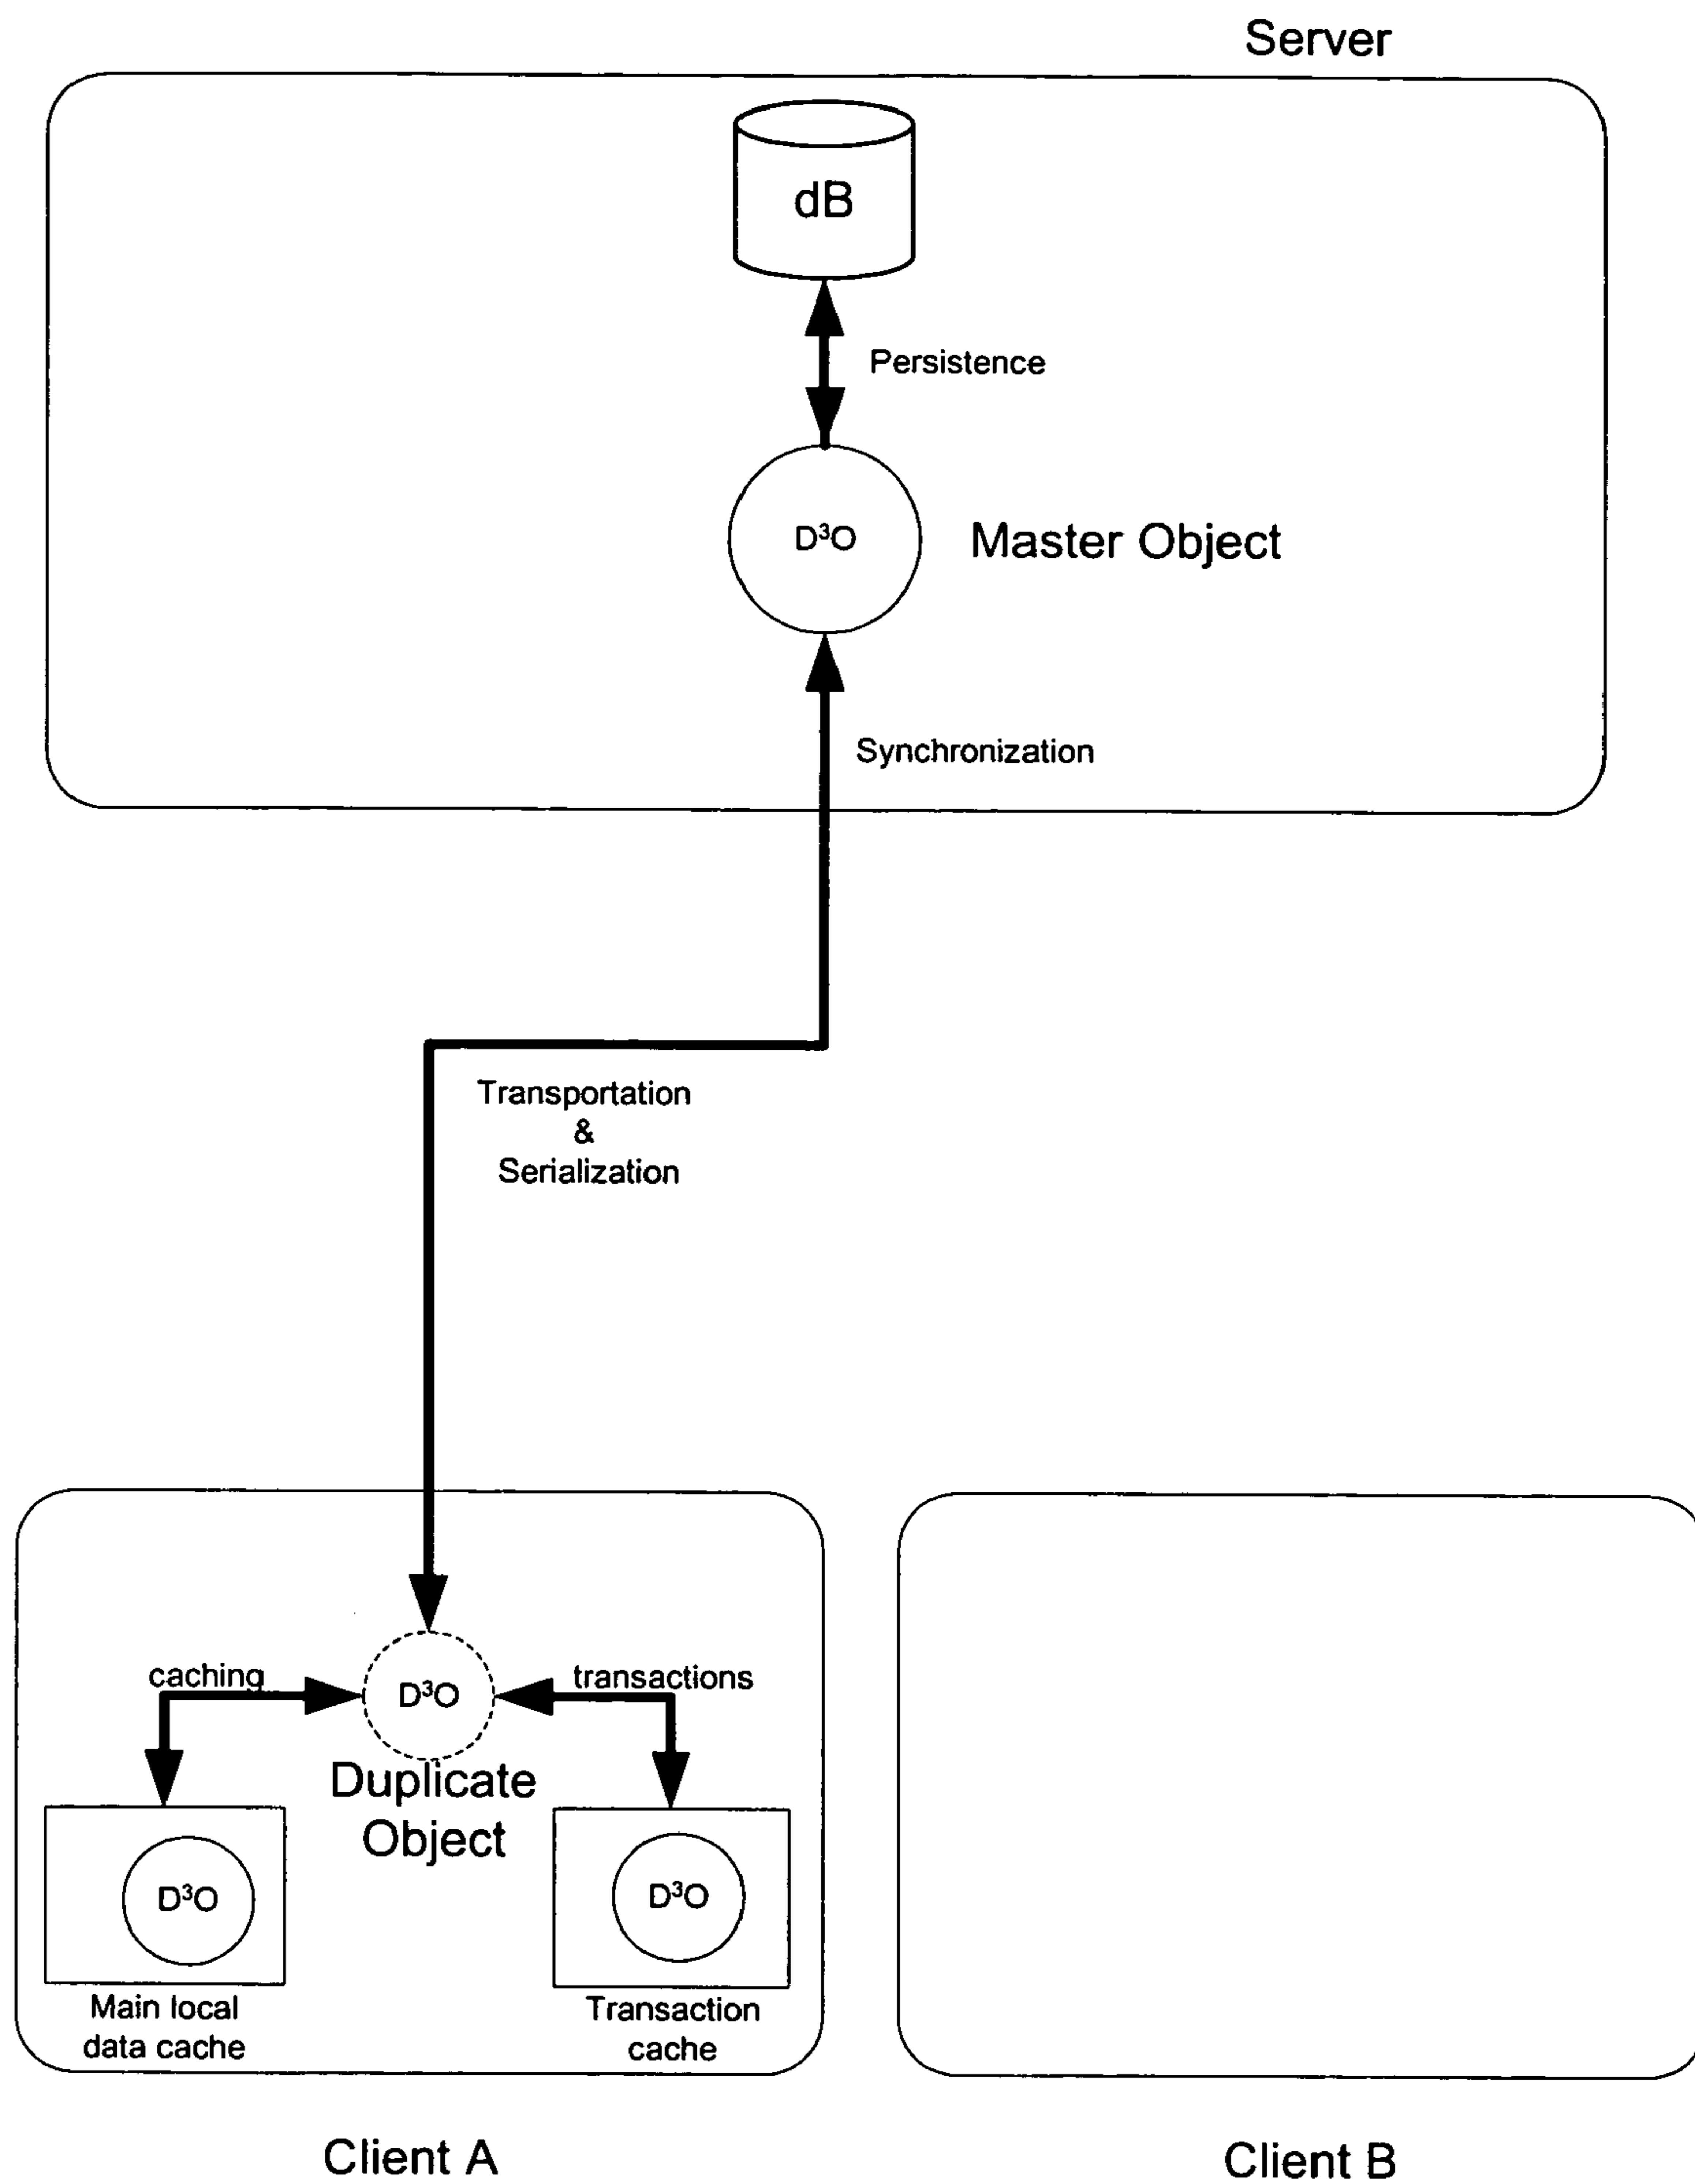 Server
dB
Persistence
D³O
Master Object
Synchronization
Transportation
&
Serialization
caching
transactions
D³O
Duplicate
Object
D³O
D³O
Main local
data cache
Transaction
cache
Client A
Client B